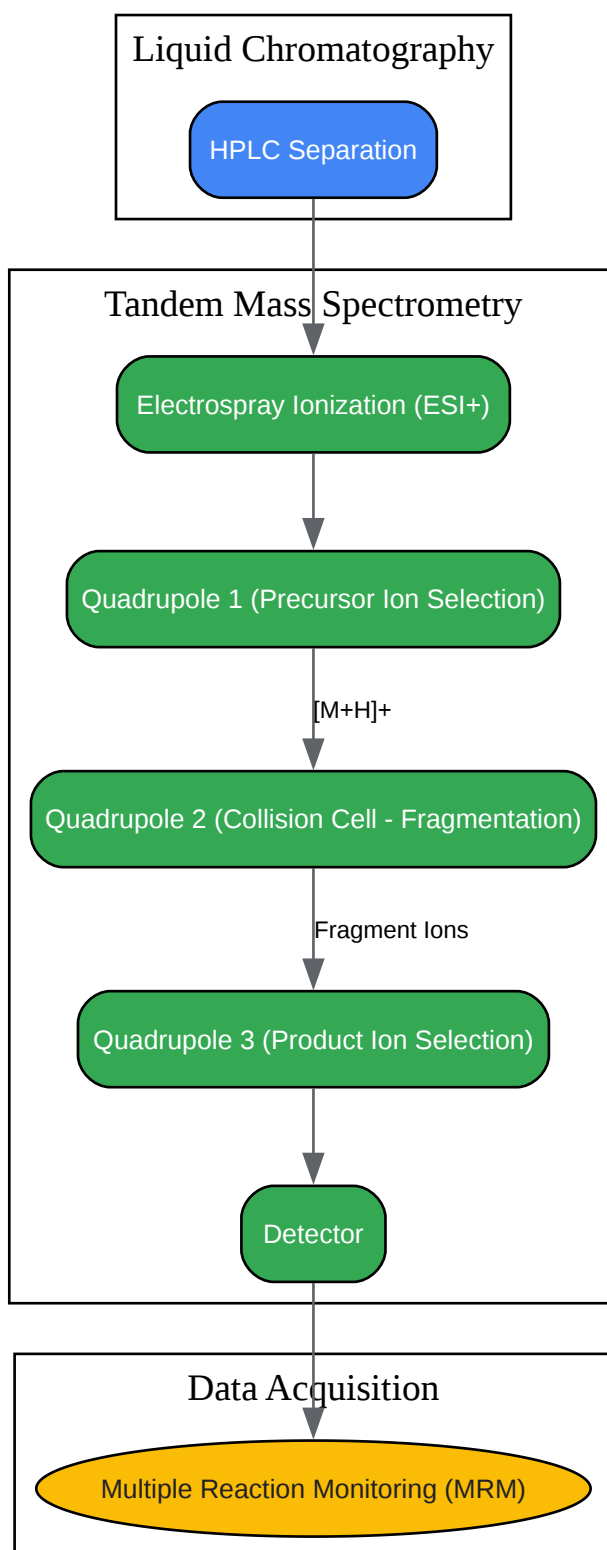 Liquid Chromatography
HPLC Separation
Tandem Mass Spectrometry
Electrospray Ionization (ESI+)
Quadrupole 1 (Precursor Ion Selection)
[M+H]+
Quadrupole 2 (Collision Cell - Fragmentation)
Fragment Ions
Quadrupole 3 (Product Ion Selection)
Detector
Data Acquisition
Multiple Reaction Monitoring (MRM)